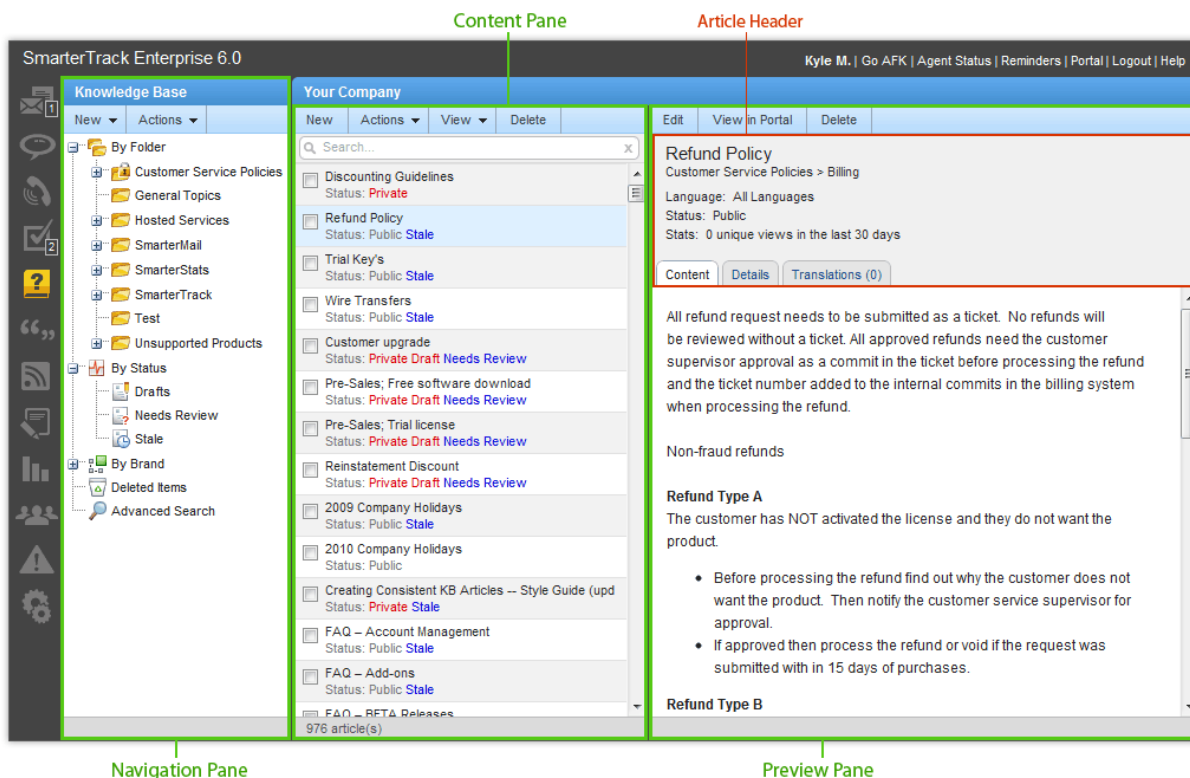 Content Pane
Article Header
SmarterTrack Enterprise 6.0
Kyle M. | Go AFK | Agent Status | Reminders | Portal | Logout | Help
1
2
?
Knowledge Base
New Actions
By Folder
Customer Service Policies
General Topics
Hosted Services
SmarterMail
SmarterStats
SmarterTrack
Test
Unsupported Products
By Status
Drafts
Needs Review
Stale
By Brand
Deleted Items
Advanced Search
Your Company
New Actions View Delete
Search... x
Discounting Guidelines
Status: Private
Refund Policy
Status: Public Stale
Trial Key's
Status: Public Stale
Wire Transfers
Status: Public Stale
Customer upgrade
Status: Private Draft Needs Review
Pre-Sales; Free software download
Status: Private Draft Needs Review
Pre-Sales; Trial license
Status: Private Draft Needs Review
Reinstatement Discount
Status: Private Draft Needs Review
2009 Company Holidays
Status: Public Stale
2010 Company Holidays
Status: Public
Creating Consistent KB Articles -- Style Guide (upd
Status: Private Stale
FAQ – Account Management
Status: Public Stale
FAQ – Add-ons
Status: Public Stale
FAQ – BETA Releases
976 article(s)
Edit View in Portal Delete
Refund Policy
Customer Service Policies > Billing
Language: All Languages
Status: Public
Stats: 0 unique views in the last 30 days
Content Details Translations (0)
All refund request needs to be submitted as a ticket. No refunds will
be reviewed without a ticket. All approved refunds need the customer
supervisor approval as a commit in the ticket before processing the refund
and the ticket number added to the internal commits in the billing system
when processing the refund.
Non-fraud refunds
Refund Type A
The customer has NOT activated the license and they do not want the
product.
• Before processing the refund find out why the customer does not
want the product. Then notify the customer service supervisor for
approval.
• If approved then process the refund or void if the request was
submitted with in 15 days of purchases.
Refund Type B
Navigation Pane
Preview Pane